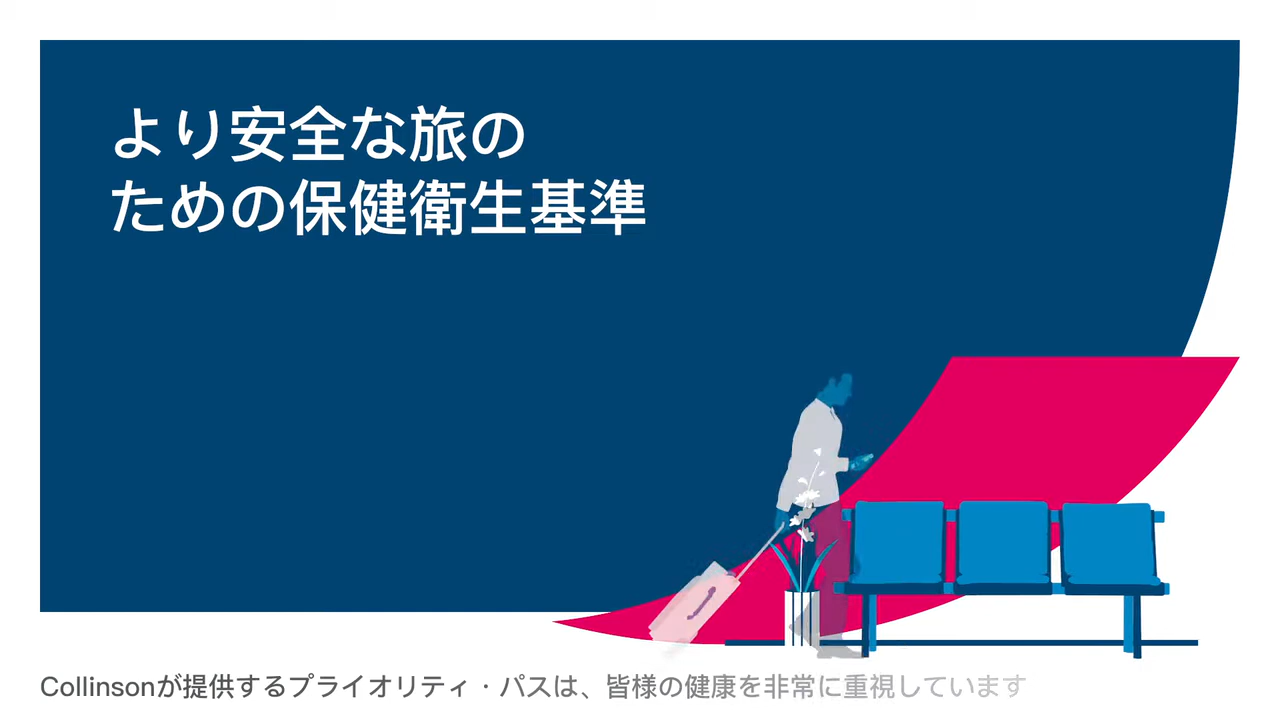 より安全な旅の
ための保健衛生基準
Collinsonが提供するプライオリティ・パスは、皆様の健康を非常に重視しています